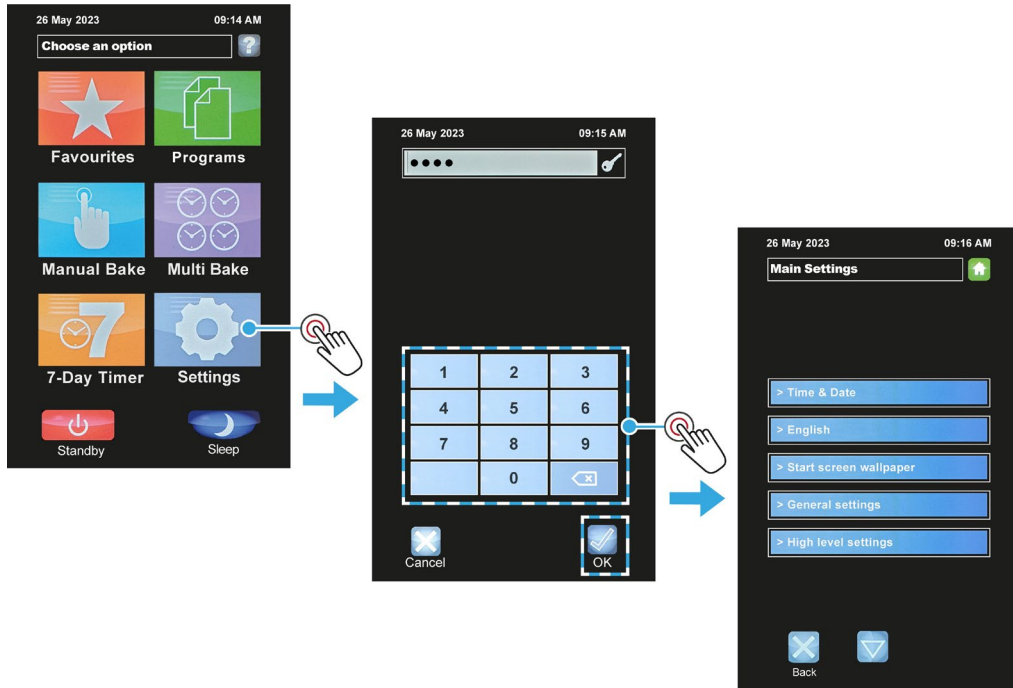 26 May 2023 09:14 AM
Choose an option ?
Favourites Programs
Manual Bake Multi Bake
7
7-Day Timer Settings
Standby Sleep
26 May 2023 09:15 AM
••••
1 2 3
4 5 6
7 8 9
0
Cancel OK
26 May 2023 09:16 AM
Main Settings
> Time & Date
> English
> Start screen wallpaper
> General settings
> High level settings
Back